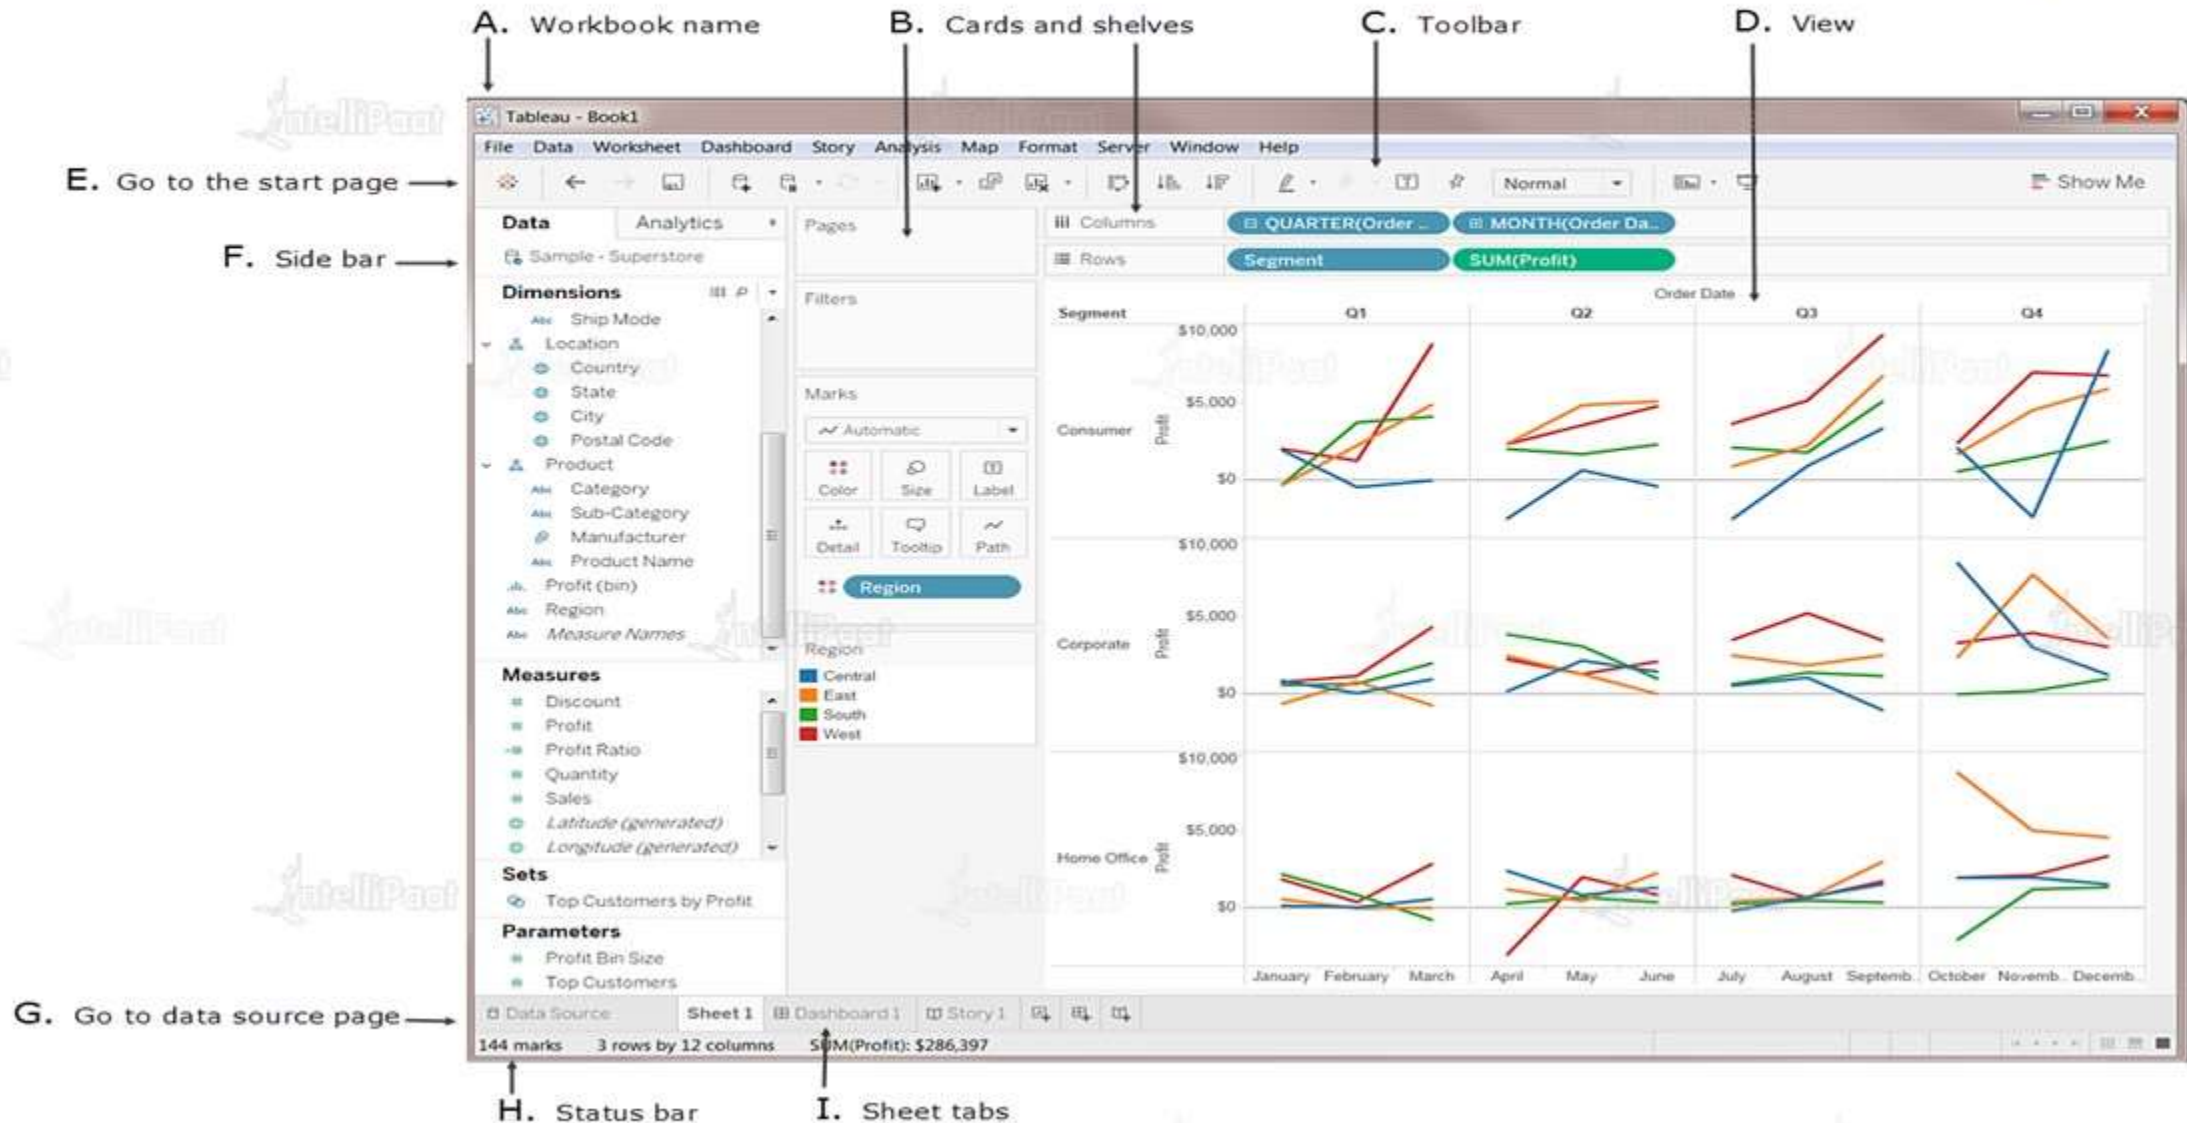 A. Workbook name
B. Cards and shelves
C. Toolbar
D. View
Tableau - Book1
File Data Worksheet Dashboard Story Analysis Map Format Server Window Help
E. Go to the start page
Normal
Show Me
F. Side bar
Data
Analytics
Sample - Superstore
Dimensions
Abc Ship Mode
Location
Country
State
City
Postal Code
Product
Abc Category
Abc Sub-Category
Manufacturer
Abc Product Name
Profit (bin)
Abc Region
Abc Measure Names
Measures
Discount
Profit
Profit Ratio
Quantity
Sales
Latitude (generated)
Longitude (generated)
Sets
Top Customers by Profit
Parameters
Profit Bin Size
Top Customers
Pages
Filters
Marks
Automatic
Color Size Label
Detail Tooltip Path
Region
Region
Central
East
South
West
Columns QUARTER(Order .. MONTH(Order Da..
Rows Segment SUM(Profit)
Order Date
Segment Q1 Q2 Q3 Q4
Consumer
Profit
$10,000
$5,000
$0
Corporate
Profit
$10,000
$5,000
$0
Home Office
Profit
$10,000
$5,000
$0
January February March April May June July August Septemb.. October Novemb.. Decemb..
G. Go to data source page
Data Source Sheet 1 Dashboard 1 Story 1
144 marks 3 rows by 12 columns SUM(Profit): $286,397
H. Status bar
I. Sheet tabs
IntelliPaat